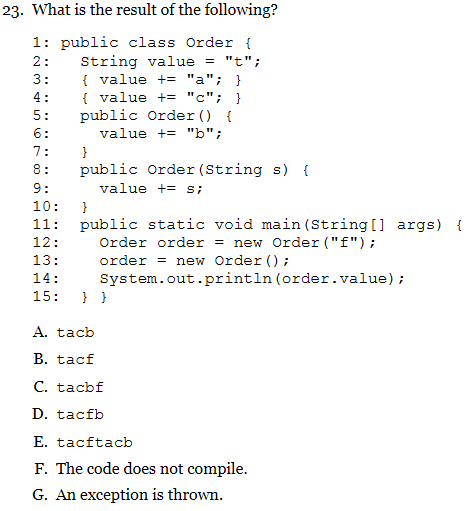 23. What is the result of the following?
1: public class Order {
2: String value = "t";
3: { value += "a"; }
4: { value += "c"; }
5: public Order() {
6: value += "b";
7: }
8: public Order(String s) {
9: value += s;
10: }
11: public static void main(String[] args) {
12: Order order = new Order("f");
13: order = new Order();
14: System.out.println(order.value);
15: } }
A. tacb
B. tacf
C. tacbf
D. tacfb
E. tacftacb
F. The code does not compile.
G. An exception is thrown.